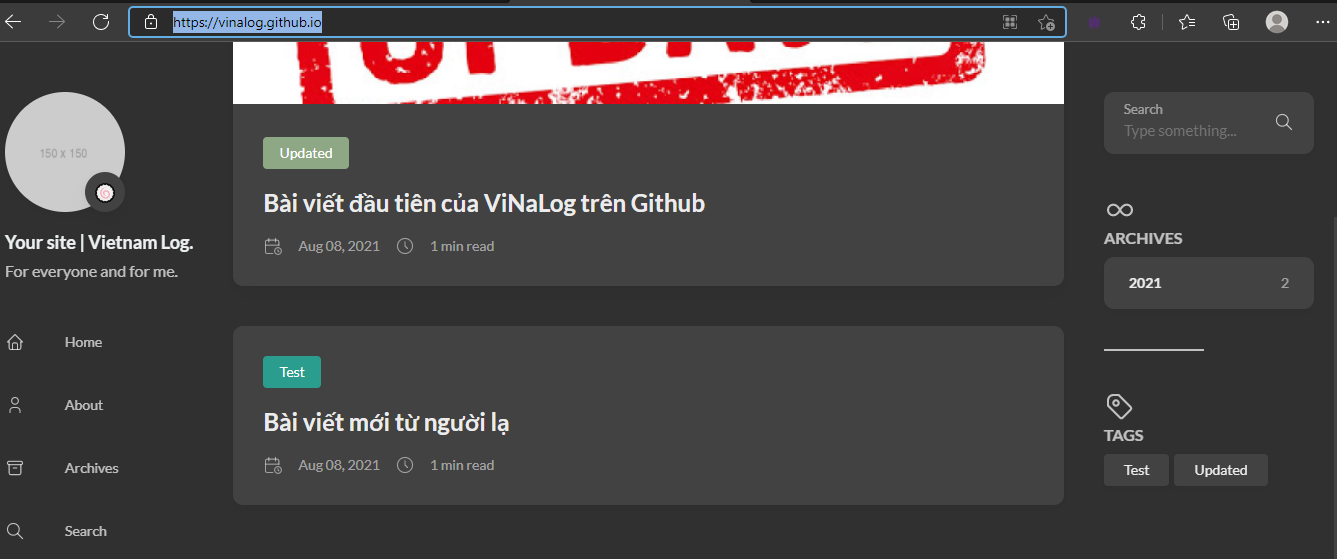 https://vinalog.github.io
150 x 150
Your site | Vietnam Log.
For everyone and for me.
Home
About
Archives
Search
Updated
Bài viết đầu tiên của ViNaLog trên Github
Aug 08, 2021
1 min read
Test
Bài viết mới từ người lạ
Aug 08, 2021
1 min read
Search
Type something...
ARCHIVES
2021 2
TAGS
Test Updated